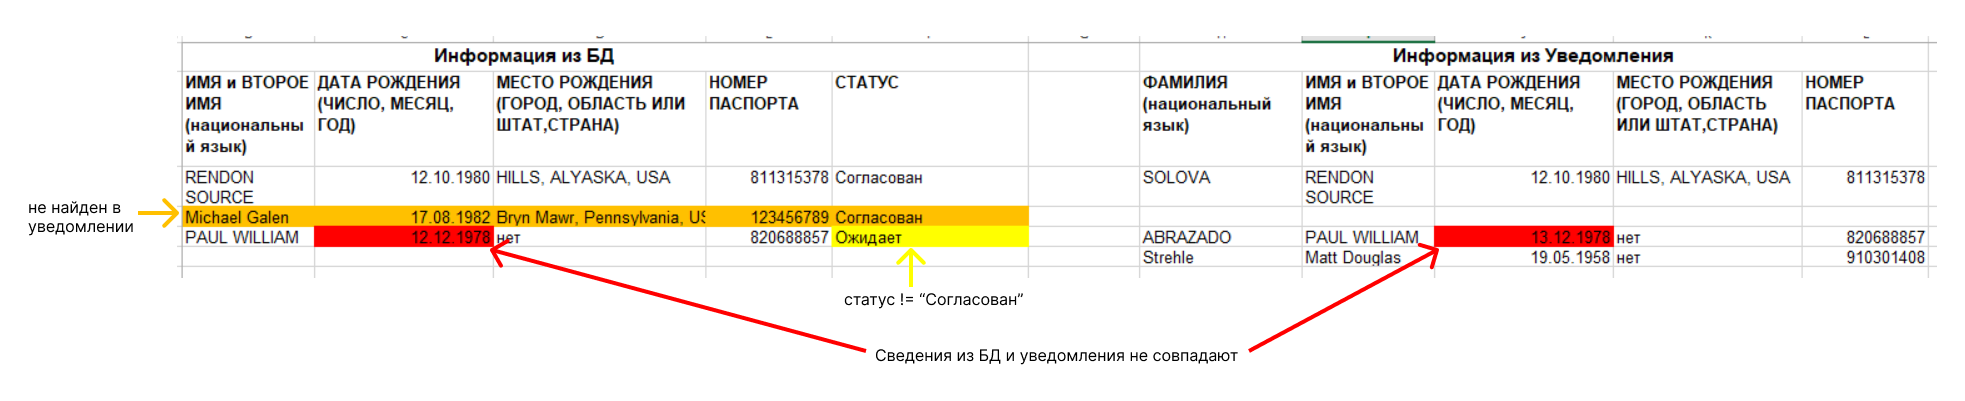 Информация из БД
Информация из Уведомления
ИМЯ и ВТОРОЕ ИМЯ (национальный язык)
ДАТА РОЖДЕНИЯ (ЧИСЛО, МЕСЯЦ, ГОД)
МЕСТО РОЖДЕНИЯ (ГОРОД, ОБЛАСТЬ ИЛИ ШТАТ,СТРАНА)
НОМЕР ПАСПОРТА
СТАТУС
ФАМИЛИЯ (национальный язык)
ИМЯ и ВТОРОЕ ИМЯ (национальный язык)
ДАТА РОЖДЕНИЯ (ЧИСЛО, МЕСЯЦ, ГОД)
МЕСТО РОЖДЕНИЯ (ГОРОД, ОБЛАСТЬ ИЛИ ШТАТ,СТРАНА)
НОМЕР ПАСПОРТА
RENDON SOURCE 12.10.1980 HILLS, ALYASKA, USA 811315378 Согласован SOLOVA RENDON SOURCE 12.10.1980 HILLS, ALYASKA, USA 811315378
не найден в
уведомлении
Michael Galen 17.08.1982 Bryn Mawr, Pennsylvania, US 123456789 Согласован
PAUL WILLIAM 12.12.1978 нет 820688857 Ожидает ABRAZADO PAUL WILLIAM 13.12.1978 нет 820688857
Strehle Matt Douglas 19.05.1958 нет 910301408
статус != “Согласован”
Сведения из БД и уведомления не совпадают